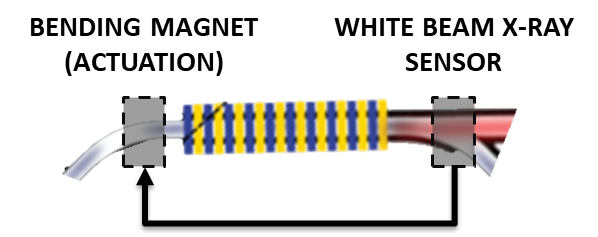 BENDING MAGNET
(ACTUATION)
WHITE BEAM X-RAY
SENSOR